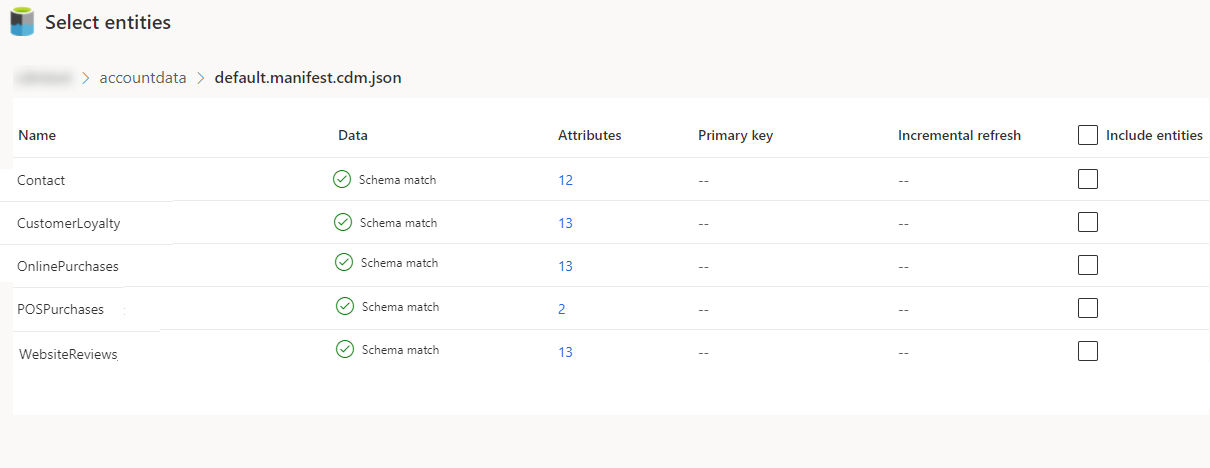 Select entities
> accountdata > default.manifest.cdm.json
Name Data Attributes Primary key Incremental refresh Include entities
Contact Schema match 12 -- --
CustomerLoyalty Schema match 13 -- --
OnlinePurchases Schema match 13 -- --
POSPurchases Schema match 2 -- --
WebsiteReviews Schema match 13 -- --